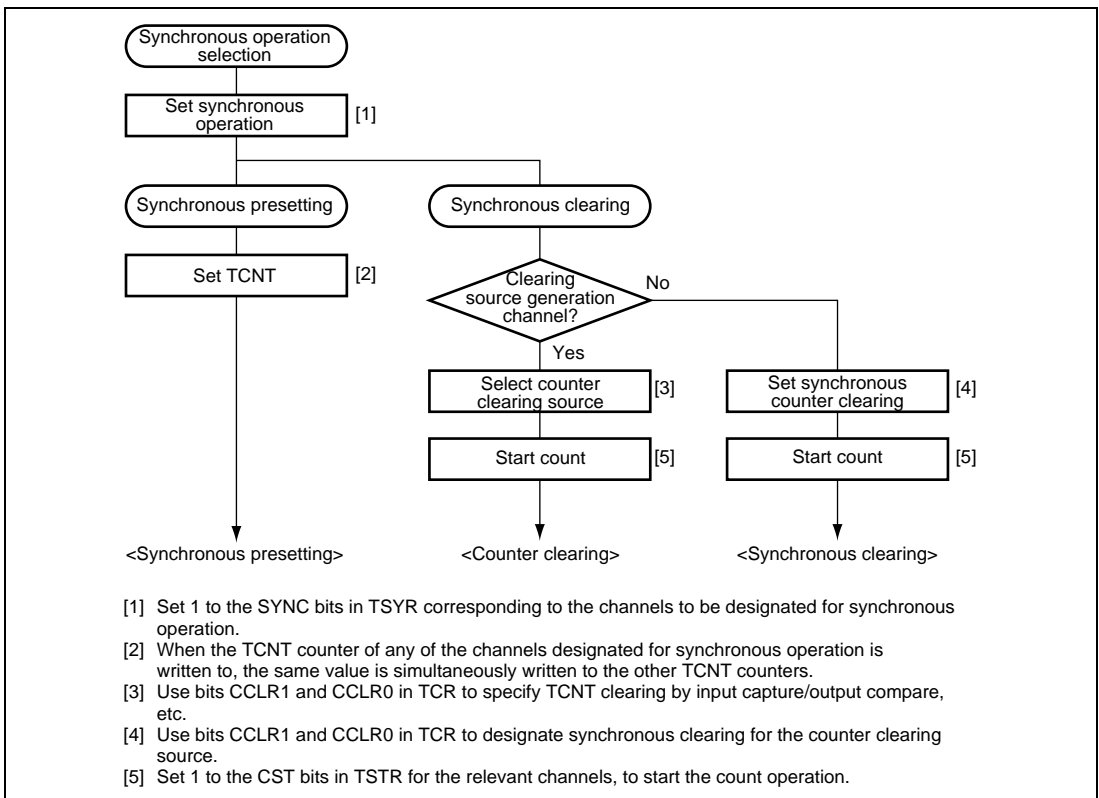 Synchronous operation
selection
Set synchronous
operation
[1]
Synchronous presetting
Synchronous clearing
Set TCNT
[2]
Clearing
source generation
channel?
No
Yes
Select counter
clearing source
[3]
Set synchronous
counter clearing
[4]
Start count
[5]
Start count
[5]
<Synchronous presetting>
<Counter clearing>
<Synchronous clearing>
[1] Set 1 to the SYNC bits in TSYR corresponding to the channels to be designated for synchronous
operation.
[2] When the TCNT counter of any of the channels designated for synchronous operation is
written to, the same value is simultaneously written to the other TCNT counters.
[3] Use bits CCLR1 and CCLR0 in TCR to specify TCNT clearing by input capture/output compare,
etc.
[4] Use bits CCLR1 and CCLR0 in TCR to designate synchronous clearing for the counter clearing
source.
[5] Set 1 to the CST bits in TSTR for the relevant channels, to start the count operation.